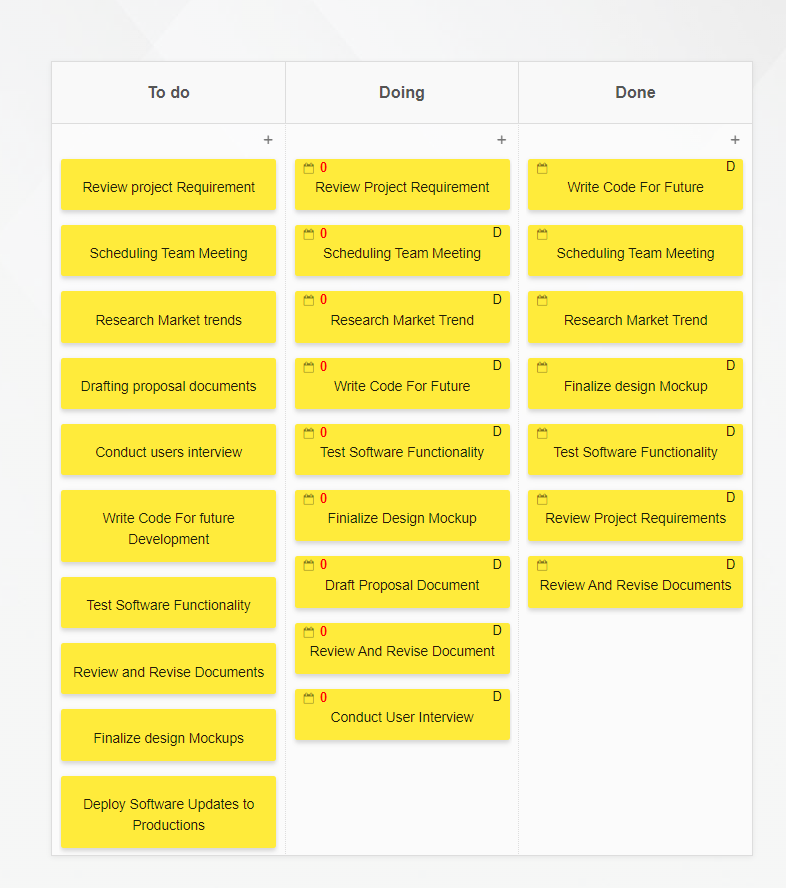 To do
Doing
Done
+
+
+
Review project Requirement
Scheduling Team Meeting
Research Market trends
Drafting proposal documents
Conduct users interview
Write Code For future
Development
Test Software Functionality
Review and Revise Documents
Finalize design Mockups
Deploy Software Updates to
Productions
0
Review Project Requirement
0 D
Scheduling Team Meeting
0 D
Research Market Trend
0 D
Write Code For Future
0 D
Test Software Functionality
0
Finialize Design Mockup
0 D
Draft Proposal Document
0 D
Review And Revise Document
0 D
Conduct User Interview
D
Write Code For Future
Scheduling Team Meeting
Research Market Trend
D
Finalize design Mockup
D
Test Software Functionality
D
Review Project Requirements
D
Review And Revise Documents